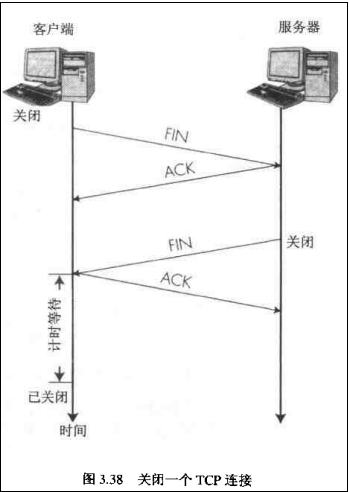 客户端
服务器
关闭
FIN
ACK
FIN
关闭
ACK
计时等待
已关闭
时间
图 3.38 关闭一个 TCP 连接